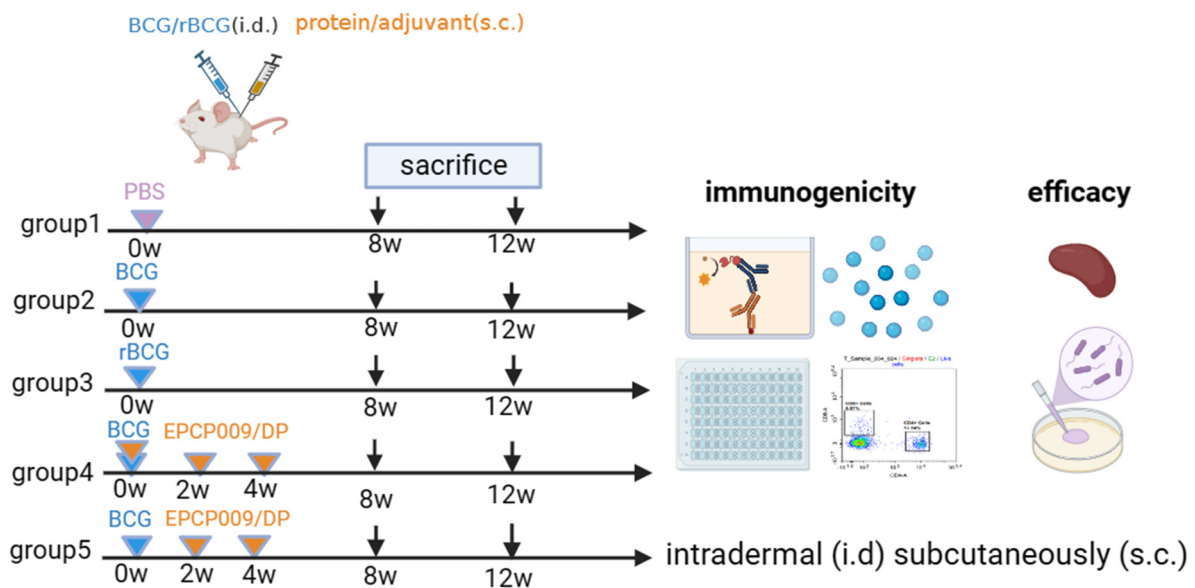 BCG/rBCG(i.d.) protein/adjuvant(s.c.)
sacrifice
immunogenicity
efficacy
PBS
group1
0w
8w
12w
BCG
group2
0w
8w
12w
rBCG
group3
0w
8w
12w
BCG EPCP009/DP
group4
0w 2w 4w
8w
12w
BCG EPCP009/DP
group5
0w 2w 4w
8w
12w
CD8-A
CD4-A
intradermal (i.d) subcutaneously (s.c.)